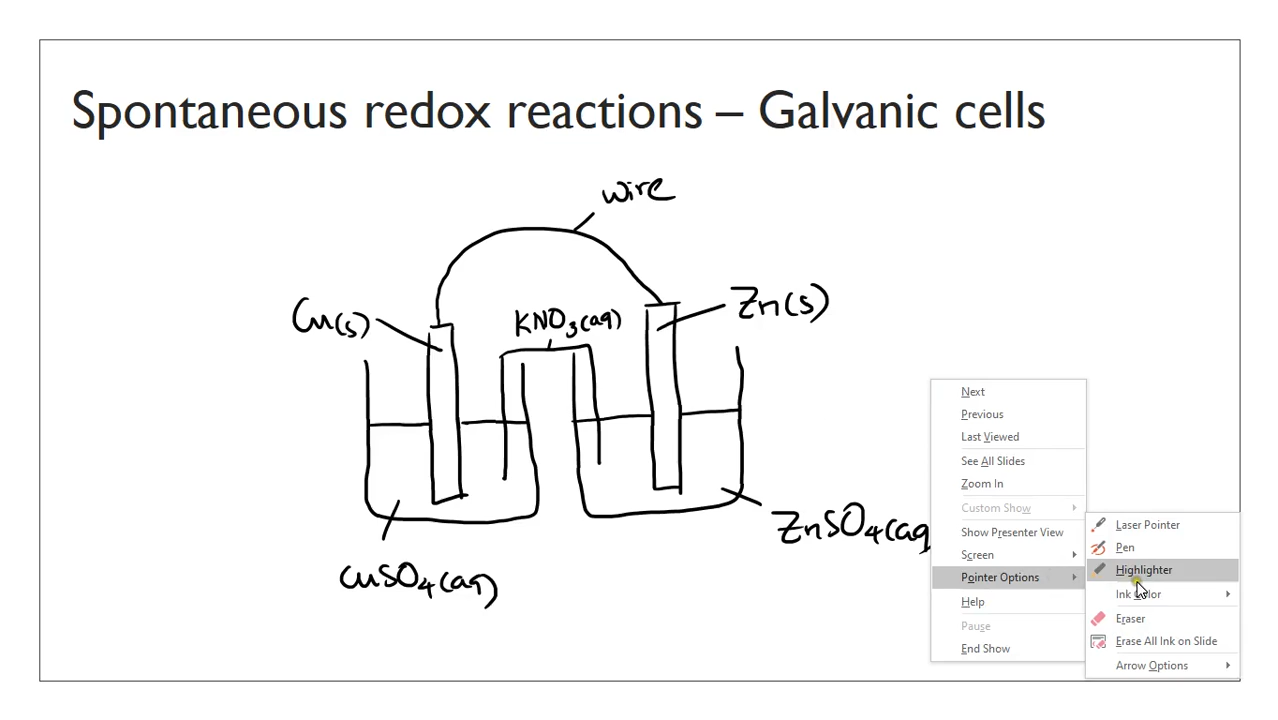 Spontaneous redox reactions – Galvanic cells
wire
Cu(s)
KNO3(aq)
Zn(s)
ZnSO4(aq
CuSO4(aq)
Next
Previous
Last Viewed
See All Slides
Zoom In
Custom Show
Show Presenter View
Screen
Pointer Options
Help
Pause
End Show
Laser Pointer
Pen
Highlighter
Ink Color
Eraser
Erase All Ink on Slide
Arrow Options